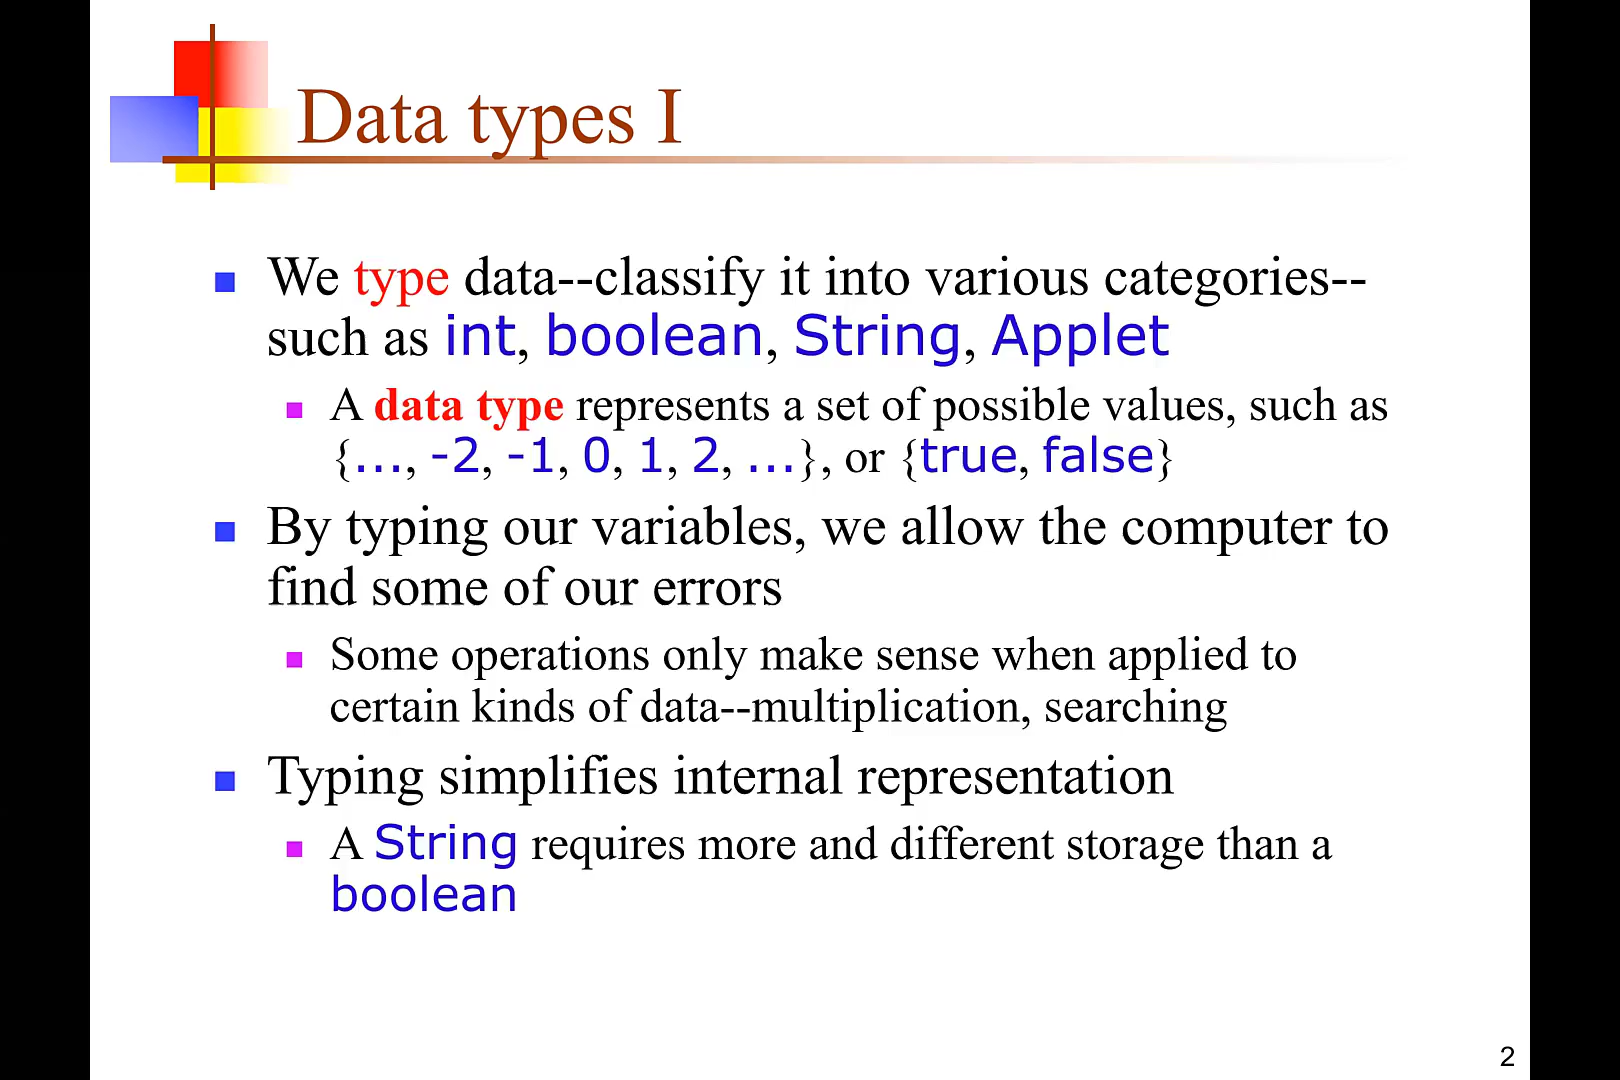 Data types I
We type data--classify it into various categories--
such as int, boolean, String, Applet
A data type represents a set of possible values, such as
{..., -2, -1, 0, 1, 2, ...}, or {true, false}
By typing our variables, we allow the computer to
find some of our errors
Some operations only make sense when applied to
certain kinds of data--multiplication, searching
Typing simplifies internal representation
A String requires more and different storage than a
boolean
2